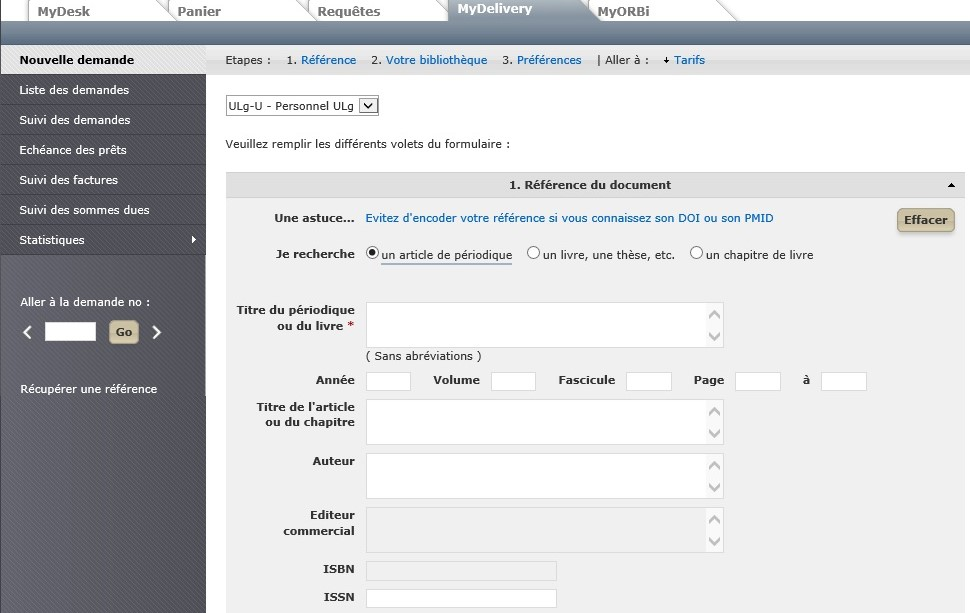 MyDesk Panier Requêtes MyDelivery MyORBi
Nouvelle demande
Liste des demandes
Suivi des demandes
Echéance des prêts
Suivi des factures
Suivi des sommes dues
Statistiques
Aller à la demande no :
Go
Récupérer une référence
Etapes : 1. Référence 2. Votre bibliothèque 3. Préférences | Aller à : Tarifs
ULg-U - Personnel ULg
Veuillez remplir les différents volets du formulaire :
1. Référence du document
Une astuce... Evitez d'encoder votre référence si vous connaissez son DOI ou son PMID
Effacer
Je recherche un article de périodique un livre, une thèse, etc. un chapitre de livre
Titre du périodique
ou du livre *
( Sans abréviations )
Année Volume Fascicule Page à
Titre de l'article
ou du chapitre
Auteur
Editeur
commercial
ISBN
ISSN